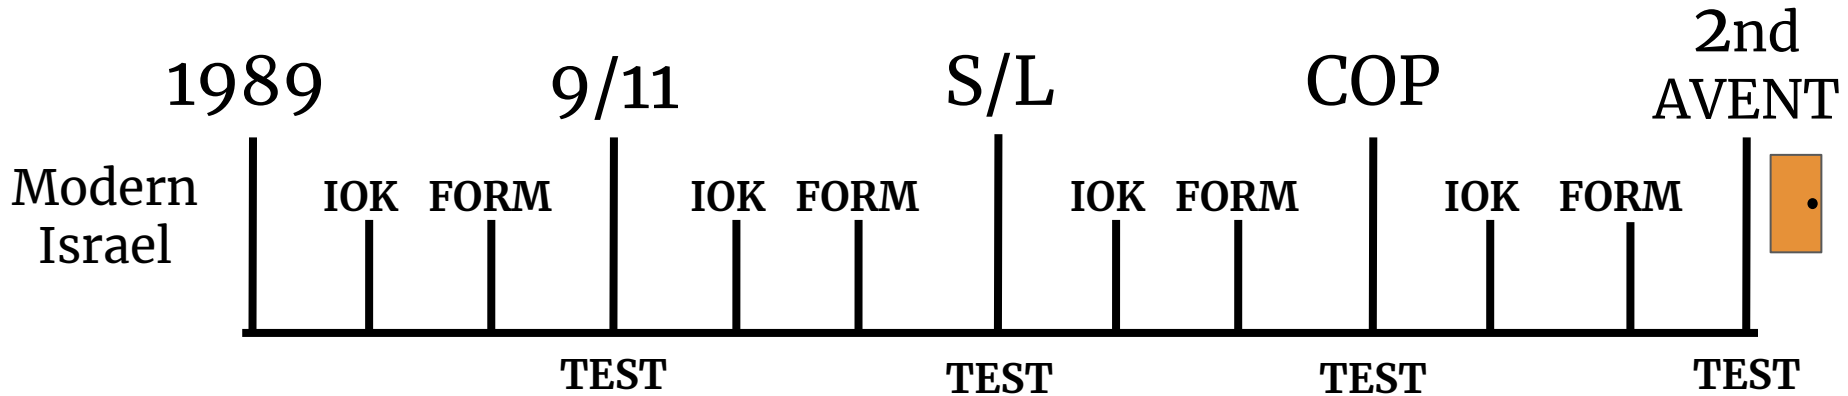 1989
9/11
S/L
COP
2nd
AVENT
Modern
Israel
IOK FORM
IOK FORM
IOK FORM
IOK FORM
TEST
TEST
TEST
TEST